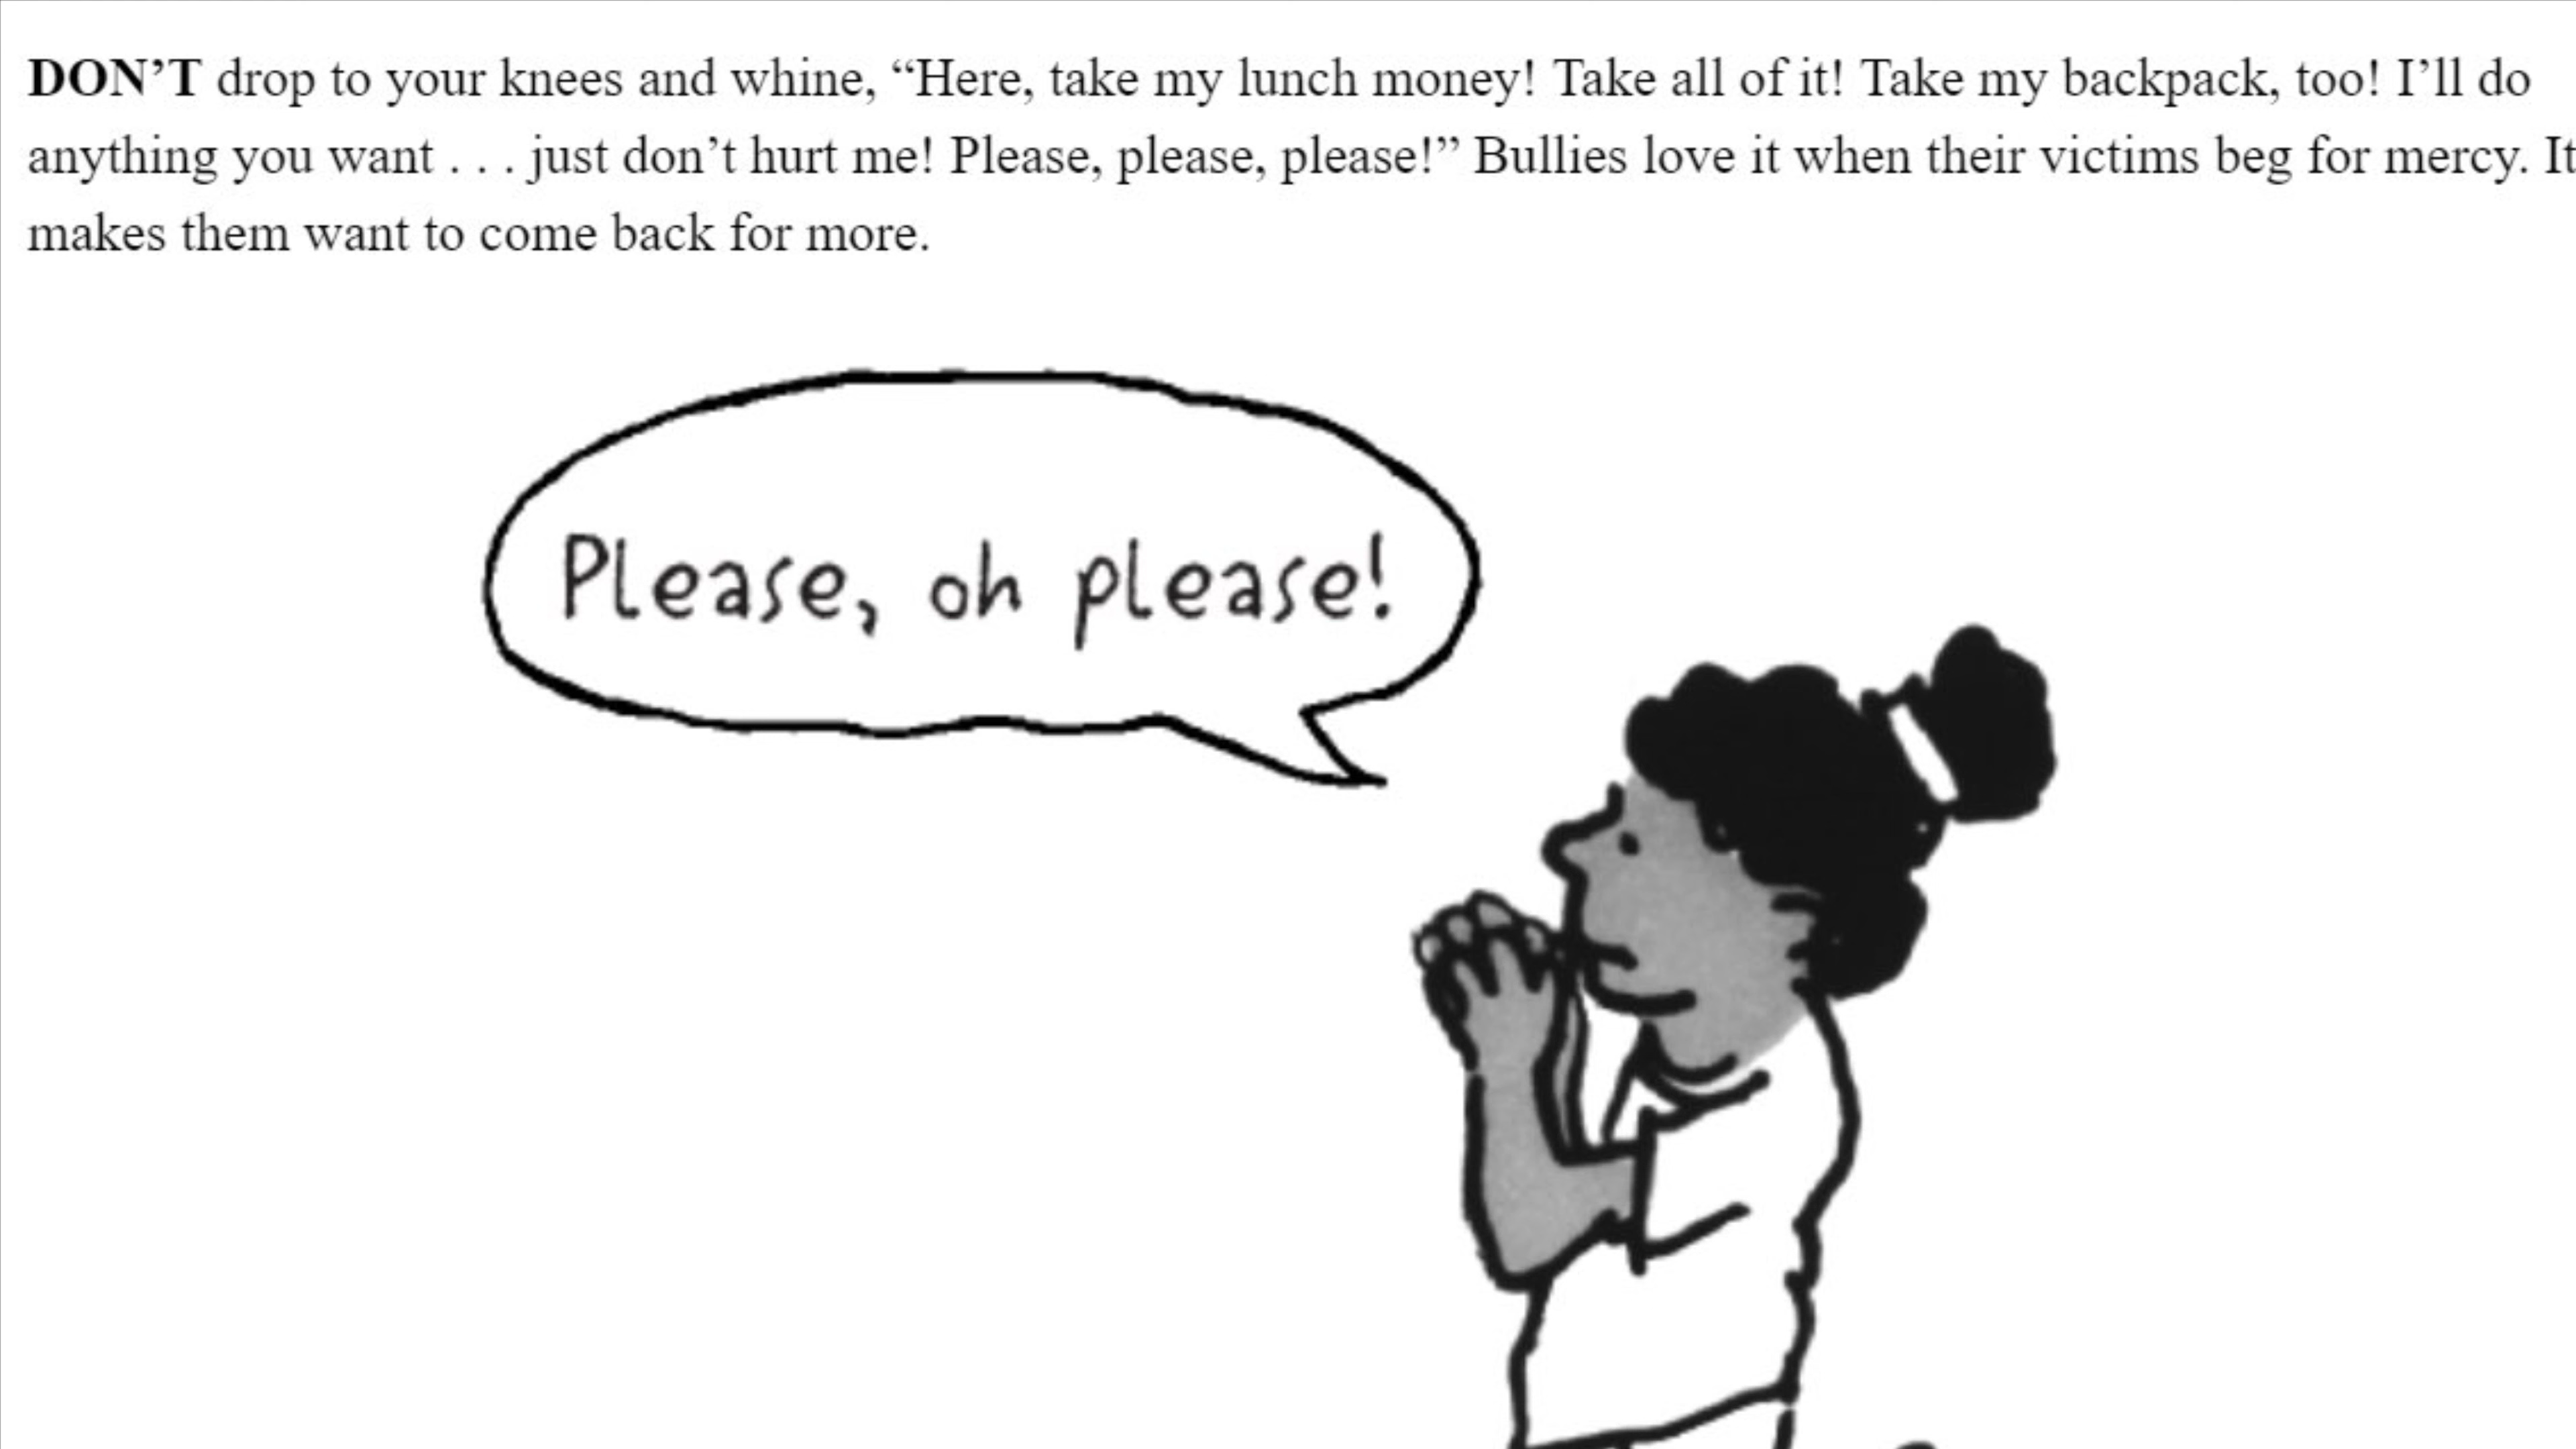 DON’T drop to your knees and whine, “Here, take my lunch money! Take all of it! Take my backpack, too! I’ll do
anything you want . . . just don’t hurt me! Please, please, please!” Bullies love it when their victims beg for mercy. It
makes them want to come back for more.
Please, oh please!